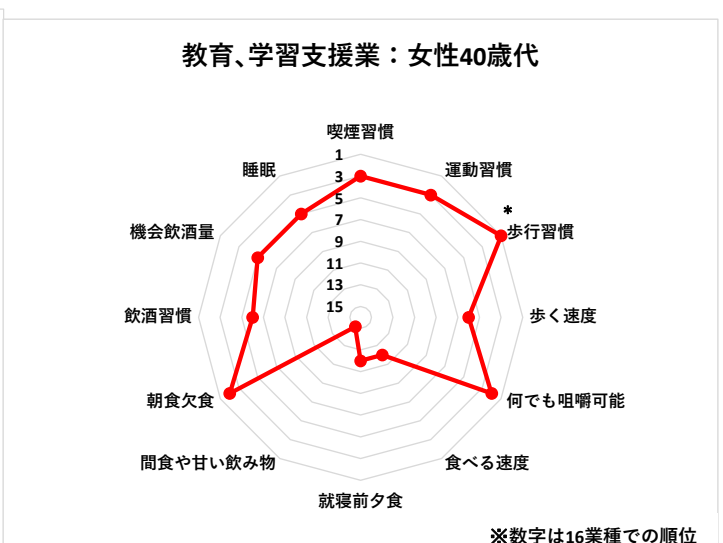 教育、学習支援業：女性40歳代
喫煙習慣
1
3
5
7
9
11
13
15
運動習慣
*
歩行習慣
歩く速度
何でも咀嚼可能
食べる速度
就寝前夕食
間食や甘い飲み物
朝食欠食
飲酒習慣
機会飲酒量
睡眠
※数字は16業種での順位